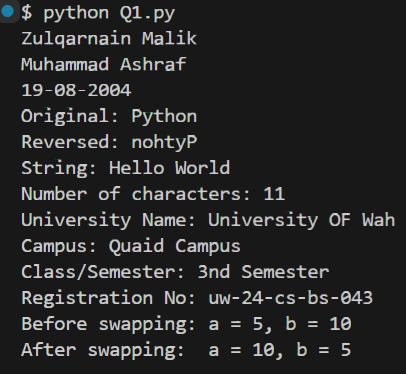 $ python Q1.py
Zulqarnain Malik
Muhammad Ashraf
19-08-2004
Original: Python
Reversed: nohtyP
String: Hello World
Number of characters: 11
University Name: University OF Wah
Campus: Quaid Campus
Class/Semester: 3nd Semester
Registration No: uw-24-cs-bs-043
Before swapping: a = 5, b = 10
After swapping:  a = 10, b = 5